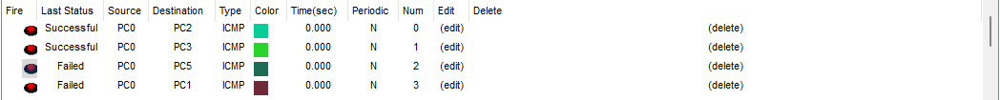 Fire Last Status Source Destination Type Color Time(sec) Periodic Num Edit Delete
Successful PC0 PC2 ICMP 0.000 N 0 (edit) (delete)
Successful PC0 PC3 ICMP 0.000 N 1 (edit) (delete)
Failed PC0 PC5 ICMP 0.000 N 2 (edit) (delete)
Failed PC0 PC1 ICMP 0.000 N 3 (edit) (delete)